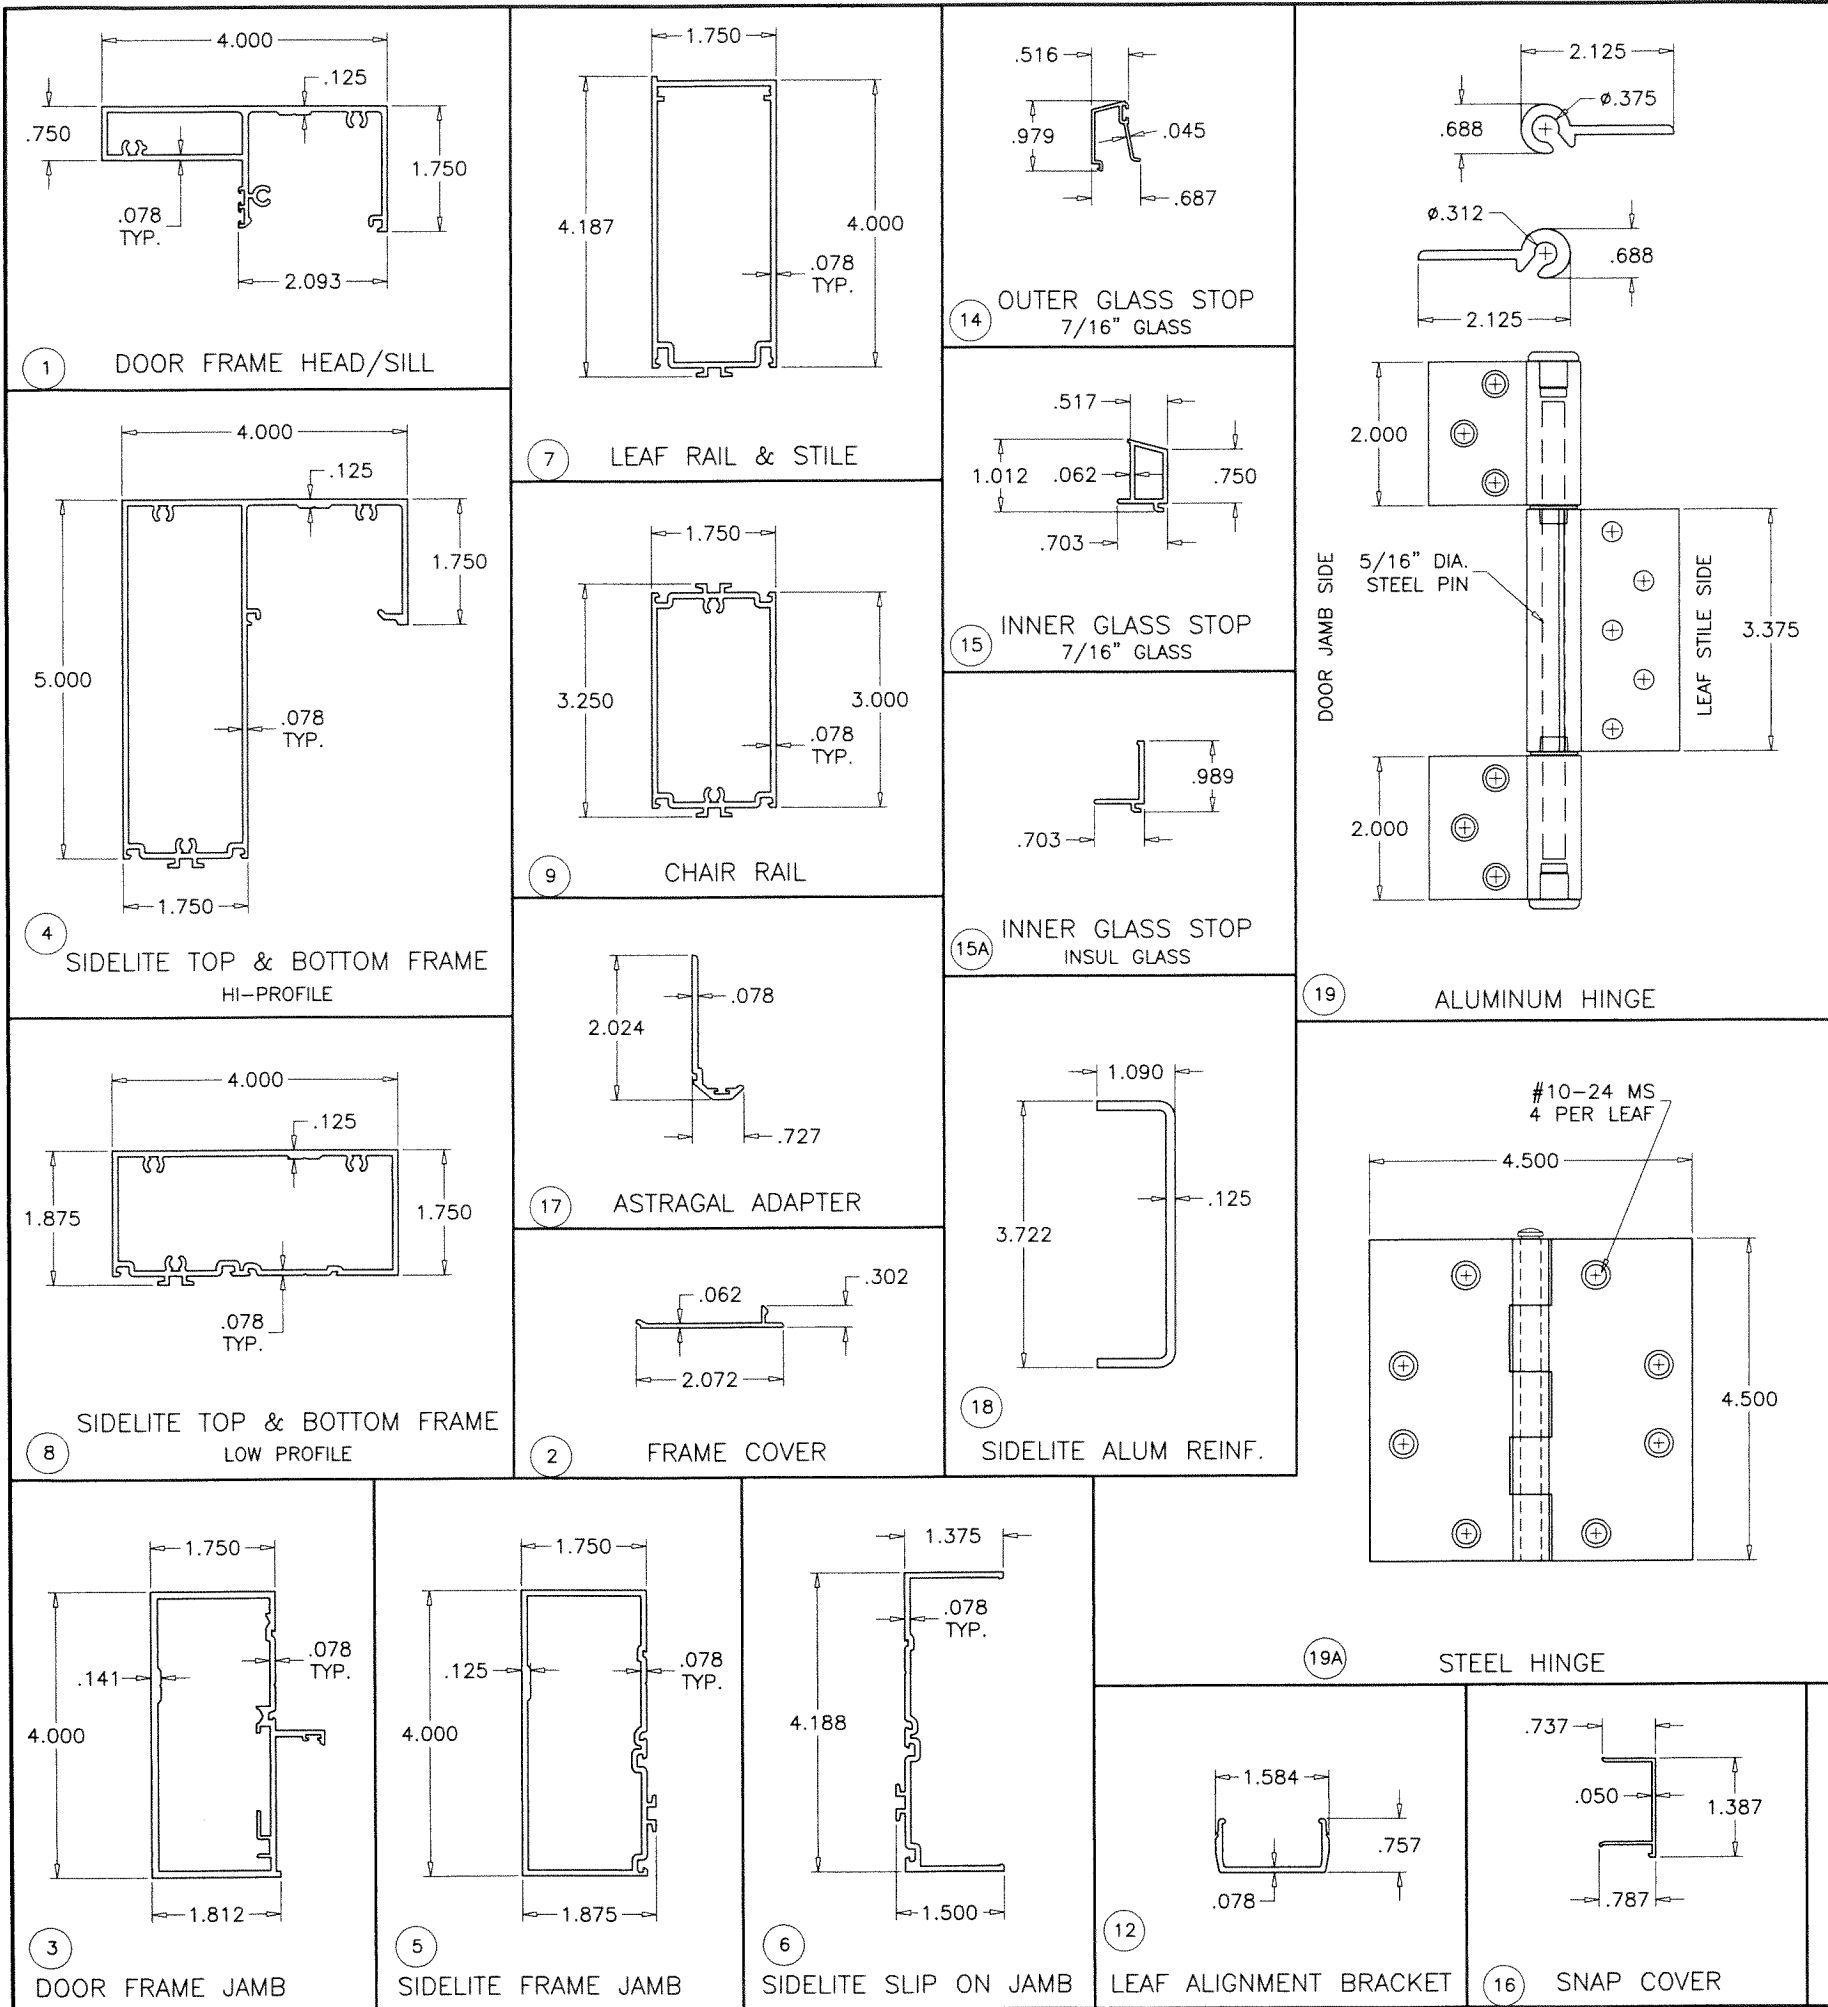 4.000
.125
.750
1.750
.078
TYP.
2.093
1 DOOR FRAME HEAD/SILL
4.000
.125
1.750
5.000
.078
TYP.
1.750
4
SIDELITE TOP & BOTTOM FRAME
HI-PROFILE
4.000
.125
1.875
1.750
.078
TYP.
SIDELITE TOP & BOTTOM FRAME
8 LOW PROFILE
1.750
4.187
4.000
.078
TYP.
7 LEAF RAIL & STILE
1.750
3.250
3.000
.078
TYP.
9 CHAIR RAIL
.078
2.024
.727
17 ASTRAGAL ADAPTER
.302
.062
2.072
2 FRAME COVER
.516
.979
.045
.687
14 OUTER GLASS STOP
7/16" GLASS
.517
1.012
.062
.750
.703
15 INNER GLASS STOP
7/16" GLASS
.989
.703
15A INNER GLASS STOP
INSUL GLASS
1.090
.125
3.722
18
SIDELITE ALUM REINF.
2.125
ø.375
.688
ø.312
.688
2.125
2.000
DOOR JAMB SIDE
5/16" DIA.
STEEL PIN
LEAF STILE SIDE
3.375
2.000
19 ALUMINUM HINGE
#10-24 MS
4 PER LEAF
4.500
4.500
19A STEEL HINGE
1.750
.078
TYP.
.141
4.000
1.812
3
DOOR FRAME JAMB
1.750
.125
.078
TYP.
4.000
1.875
5
SIDELITE FRAME JAMB
1.375
.078
TYP.
4.188
1.500
6
SIDELITE SLIP ON JAMB
1.584
.757
.078
12
LEAF ALIGNMENT BRACKET
.737
.050
1.387
.787
16 SNAP COVER